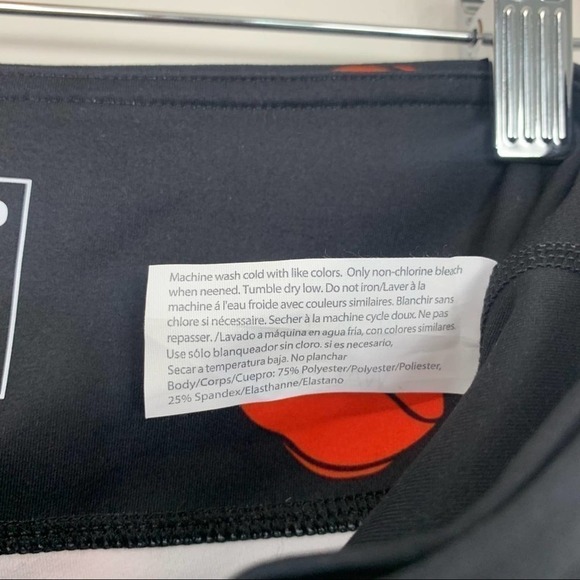 Machine wash cold with like colors. Only non-chlorine bleach
when neened. Tumble dry low. Do not iron/Laver à la
machine á l'eau froide avec couleurs similaires. Blanchir sans
chlore si nécessaire. Secher à la machine cycle doux. Ne pas
repasser. /Lavado a máquina en agua fría, con colores similares.
Use sólo blanqueador sin cloro. si es necesario,
Secar a temperatura baja. No planchar
Body/Corps/Cuepro: 75% Polyester/Polyester/Poliester,
25% Spandex/Elasthanne/Elastano